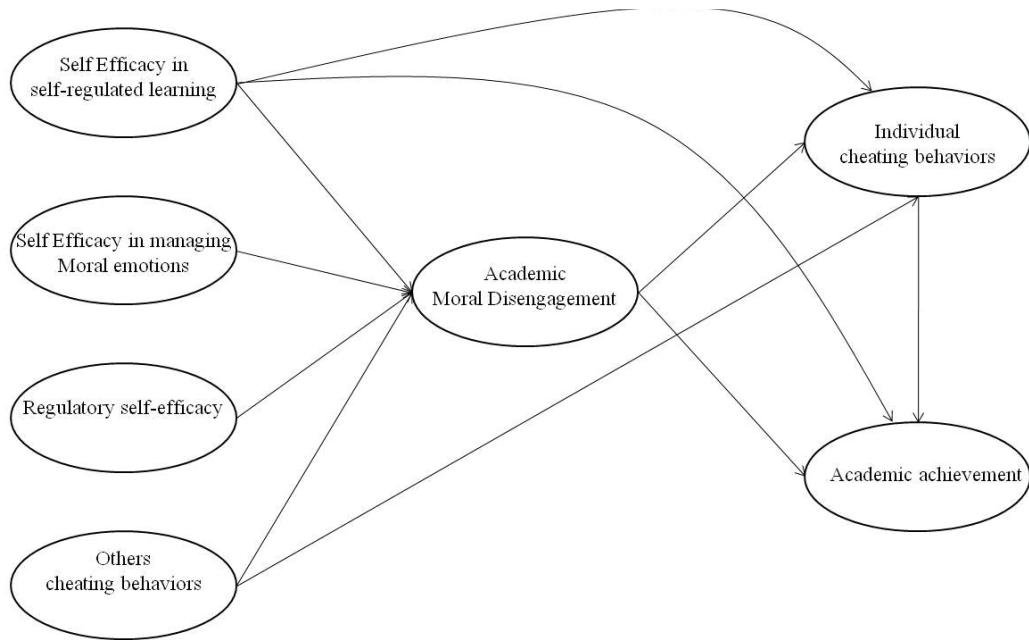 Self Efficacy in
self-regulated learning
Self Efficacy in managing
Moral emotions
Regulatory self-efficacy
Others
cheating behaviors
Academic
Moral Disengagement
Individual
cheating behaviors
Academic achievement